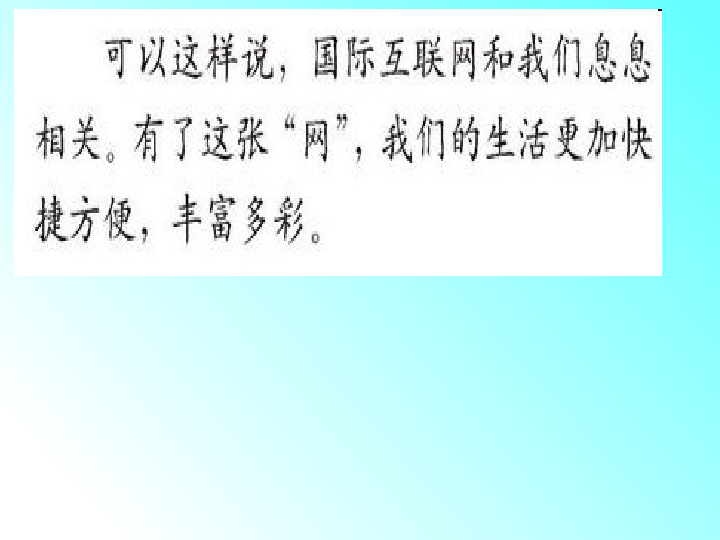 可以这样说，国际互联网和我们息息
相关。有了这张“网”，我们的生活更加快
捷方便，丰富多彩。